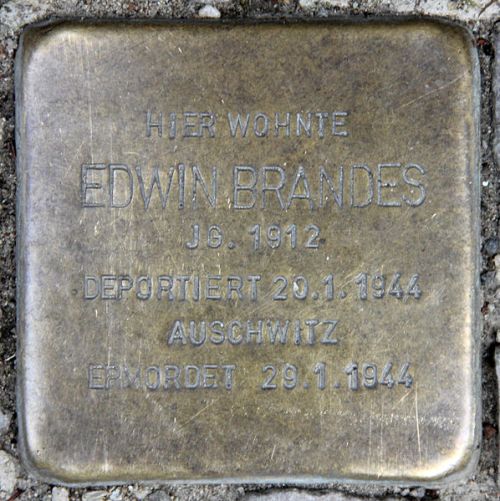 HIER WOHNTE
EDWIN BRANDES
JG. 1912
DEPORTIERT 20.1.1944
AUSCHWITZ
ERMORDET 29.1.1944